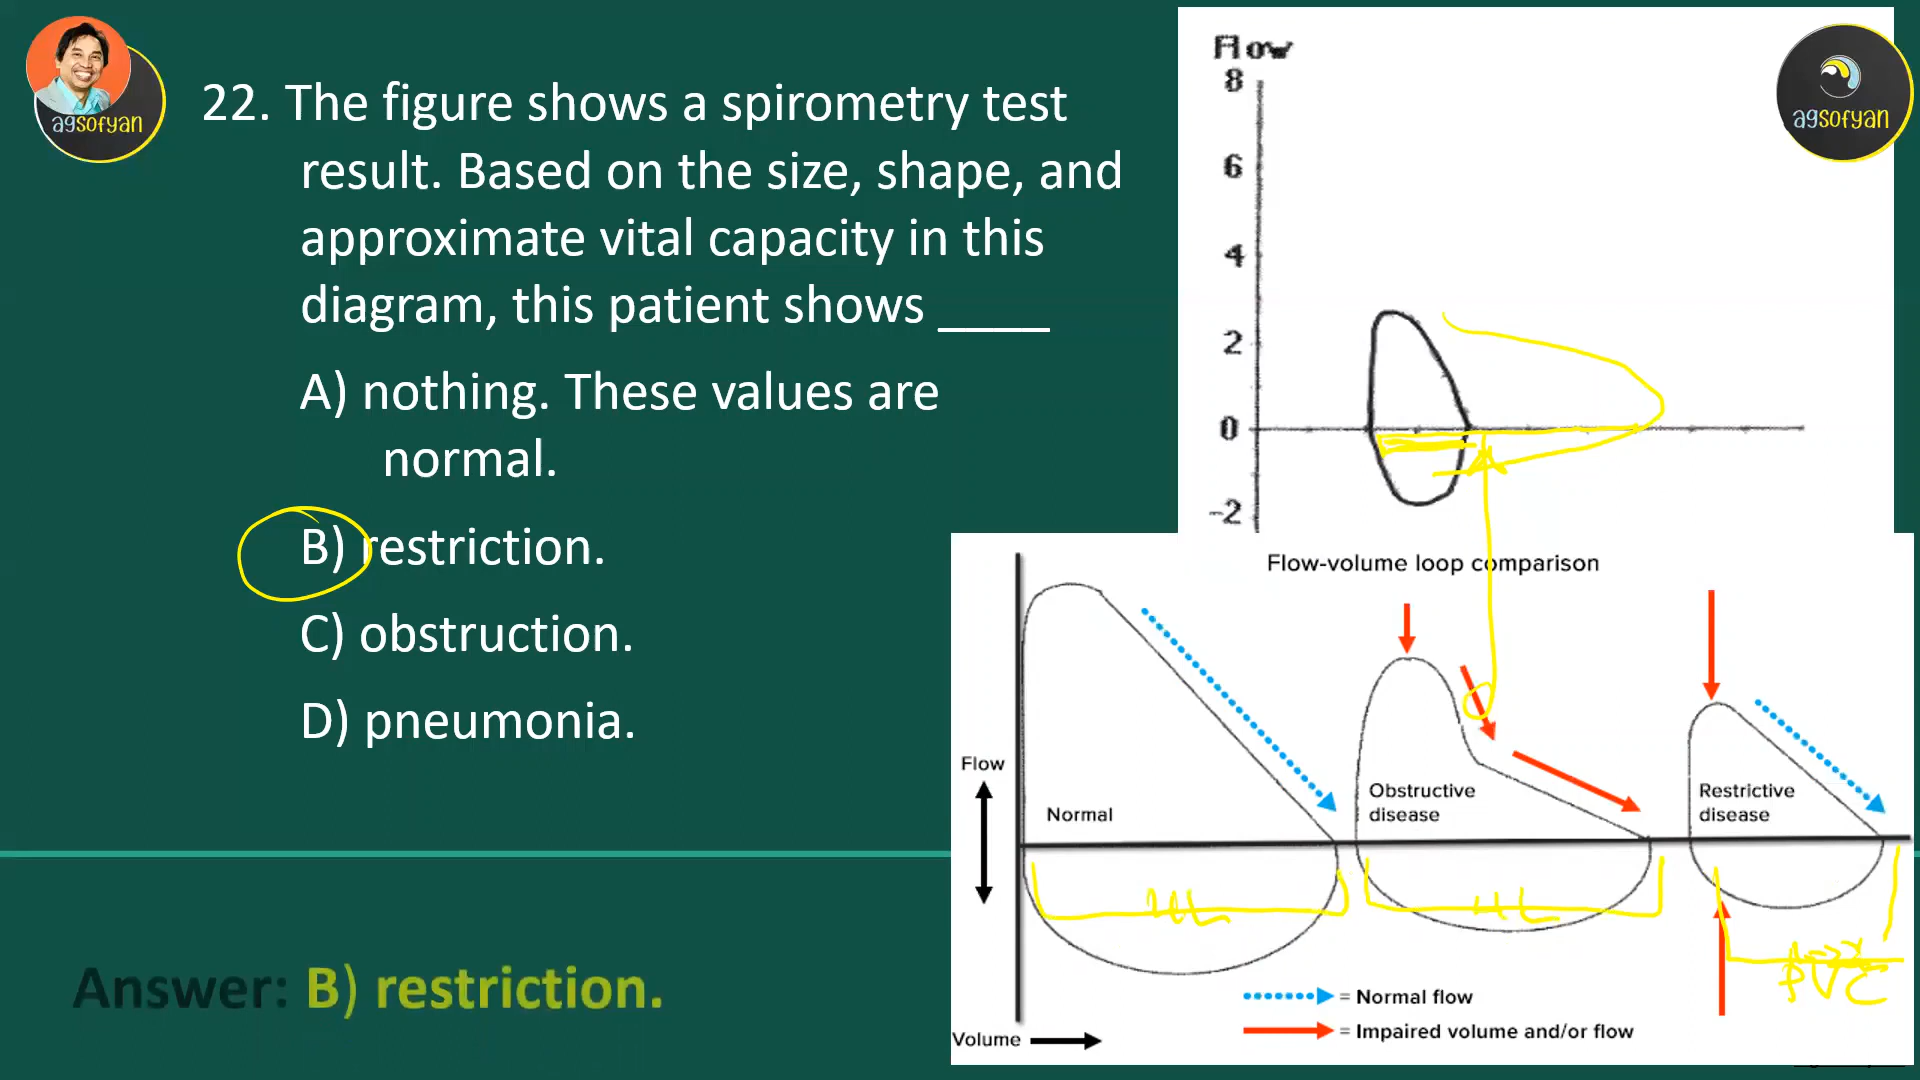 agsofyan
22. The figure shows a spirometry test
result. Based on the size, shape, and
approximate vital capacity in this
diagram, this patient shows ____
A) nothing. These values are
normal.
B) restriction.
C) obstruction.
D) pneumonia.
Answer: B) restriction.
Flow
8
6
4
2
0
-2
agsofyan
Flow-volume loop comparison
Flow
Normal
Obstructive
disease
Restrictive
disease
= Normal flow
= Impaired volume and/or flow
Volume